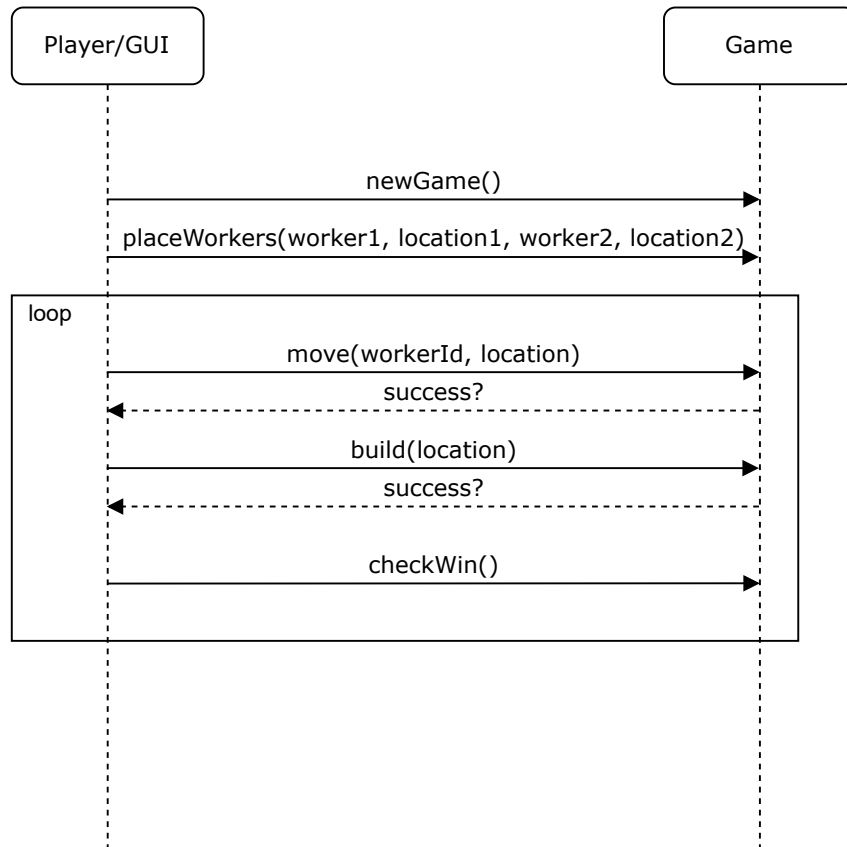 Player/GUI
Game
newGame()
placeWorkers(worker1, location1, worker2, location2)
loop
move(workerId, location)
success?
build(location)
success?
checkWin()